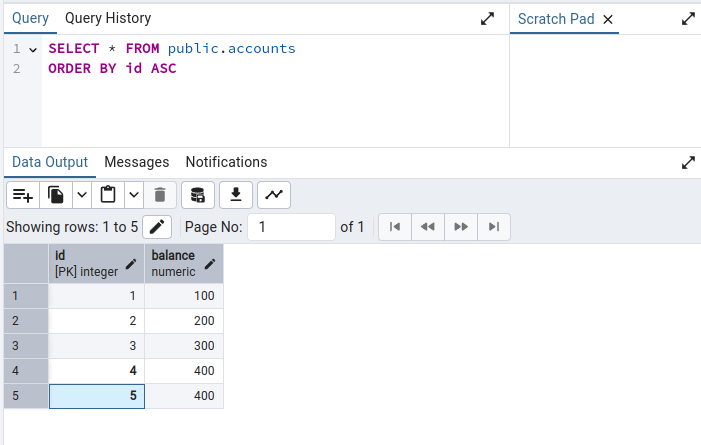 Query Query History Scratch Pad
1 SELECT * FROM public.accounts
2 ORDER BY id ASC
Data Output Messages Notifications
Showing rows: 1 to 5 Page No: 1 of 1
id balance
[PK] integer numeric
1 1 100
2 2 200
3 3 300
4 4 400
5 5 400